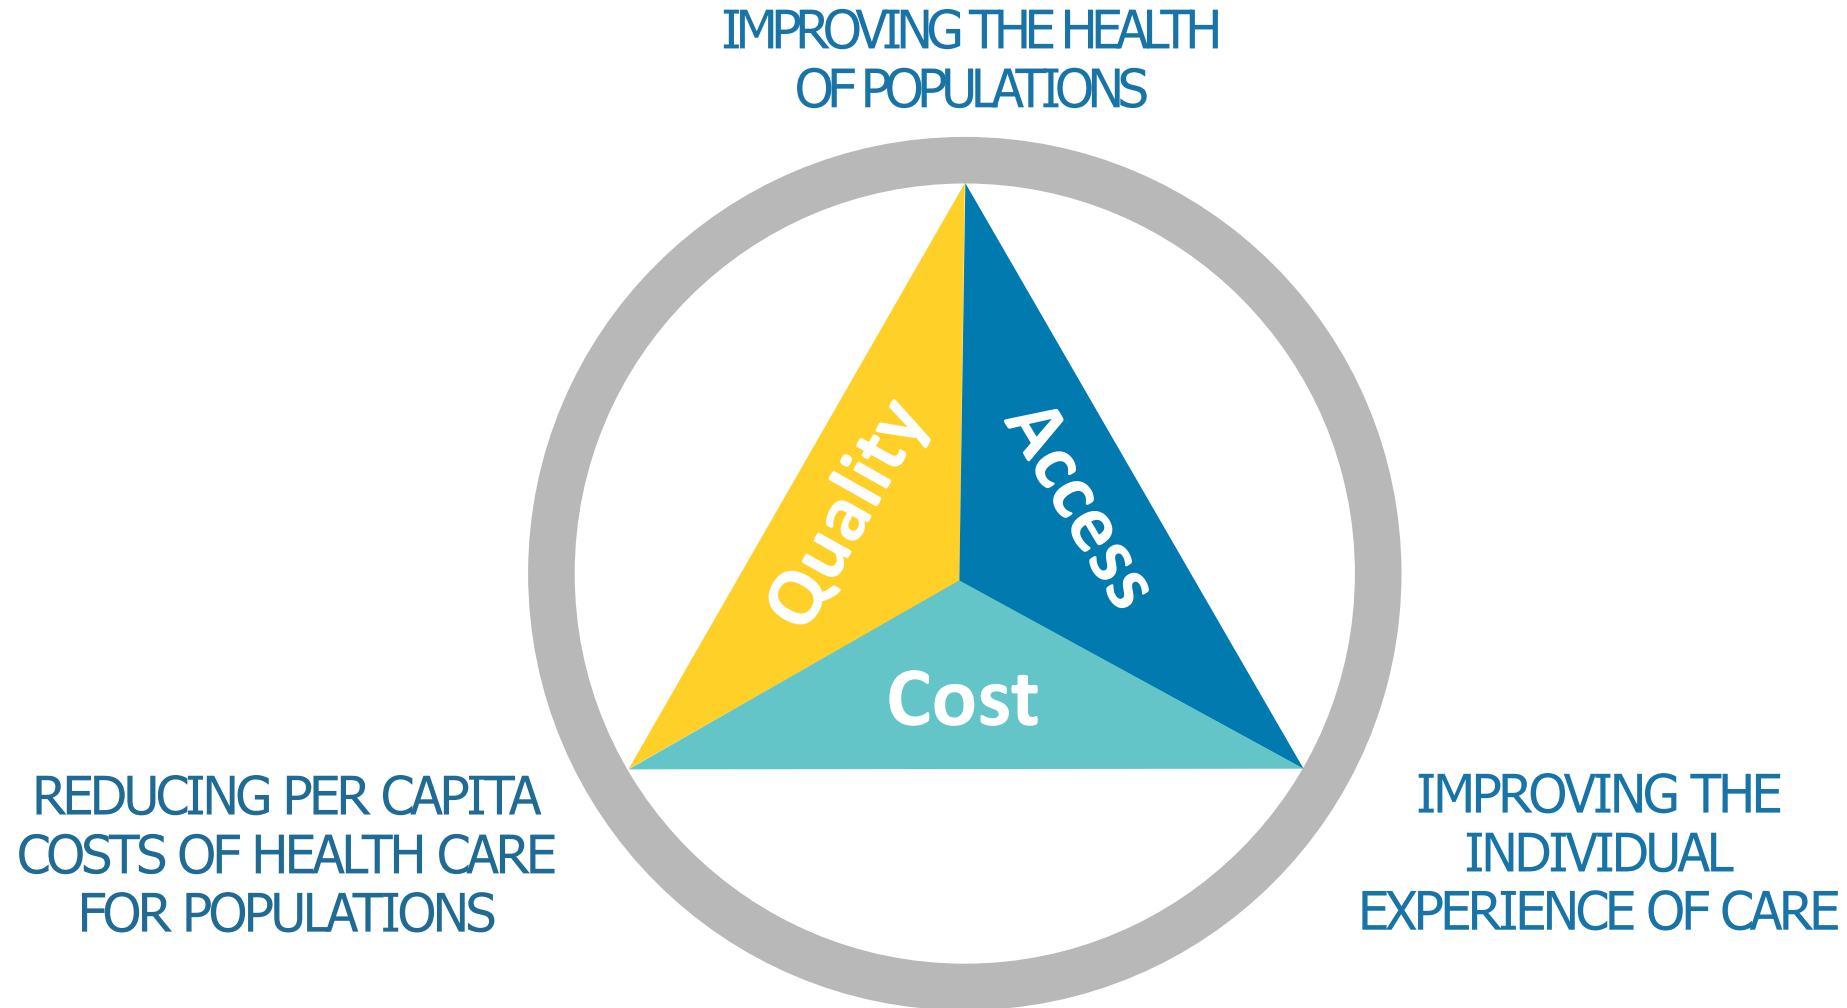 IMPROVING THE HEALTH
OF POPULATIONS
Quality
Access
Cost
REDUCING PER CAPITA
COSTS OF HEALTH CARE
FOR POPULATIONS
IMPROVING THE
INDIVIDUAL
EXPERIENCE OF CARE